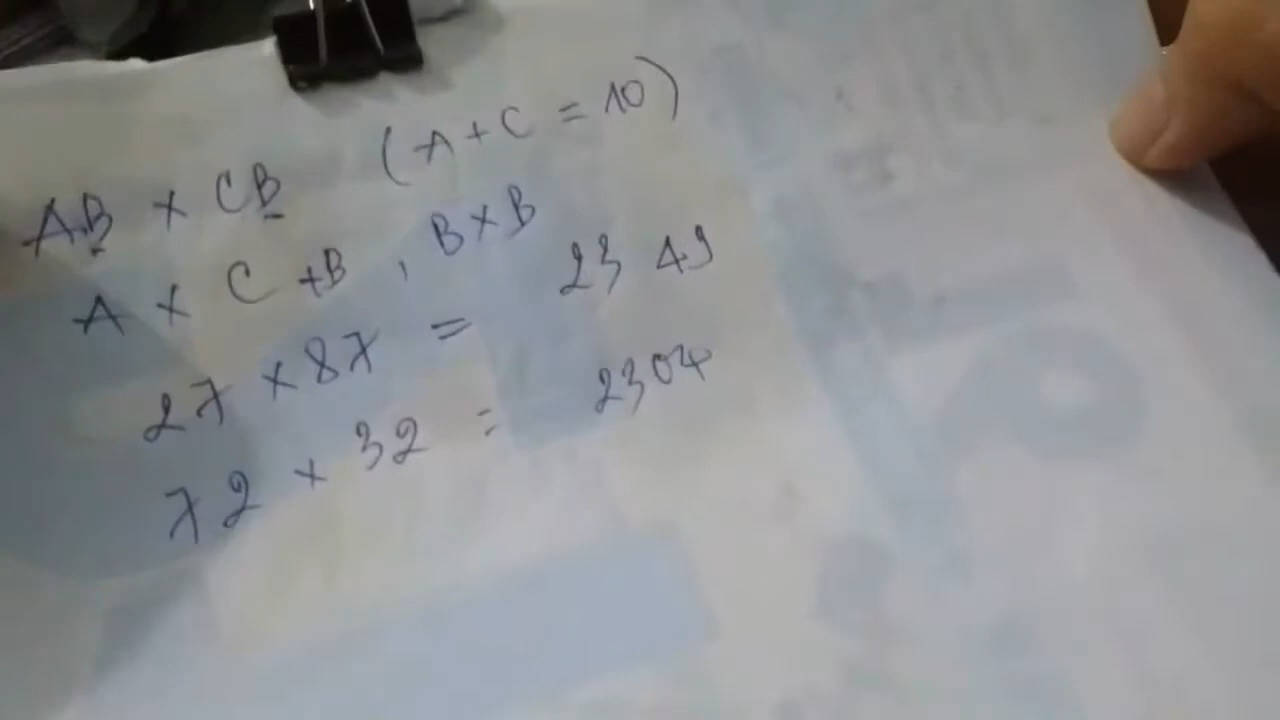 AB × CB (A + C = 10)
A × C + B , B × B
27 × 87 = 23 49
72 × 32 = 2304